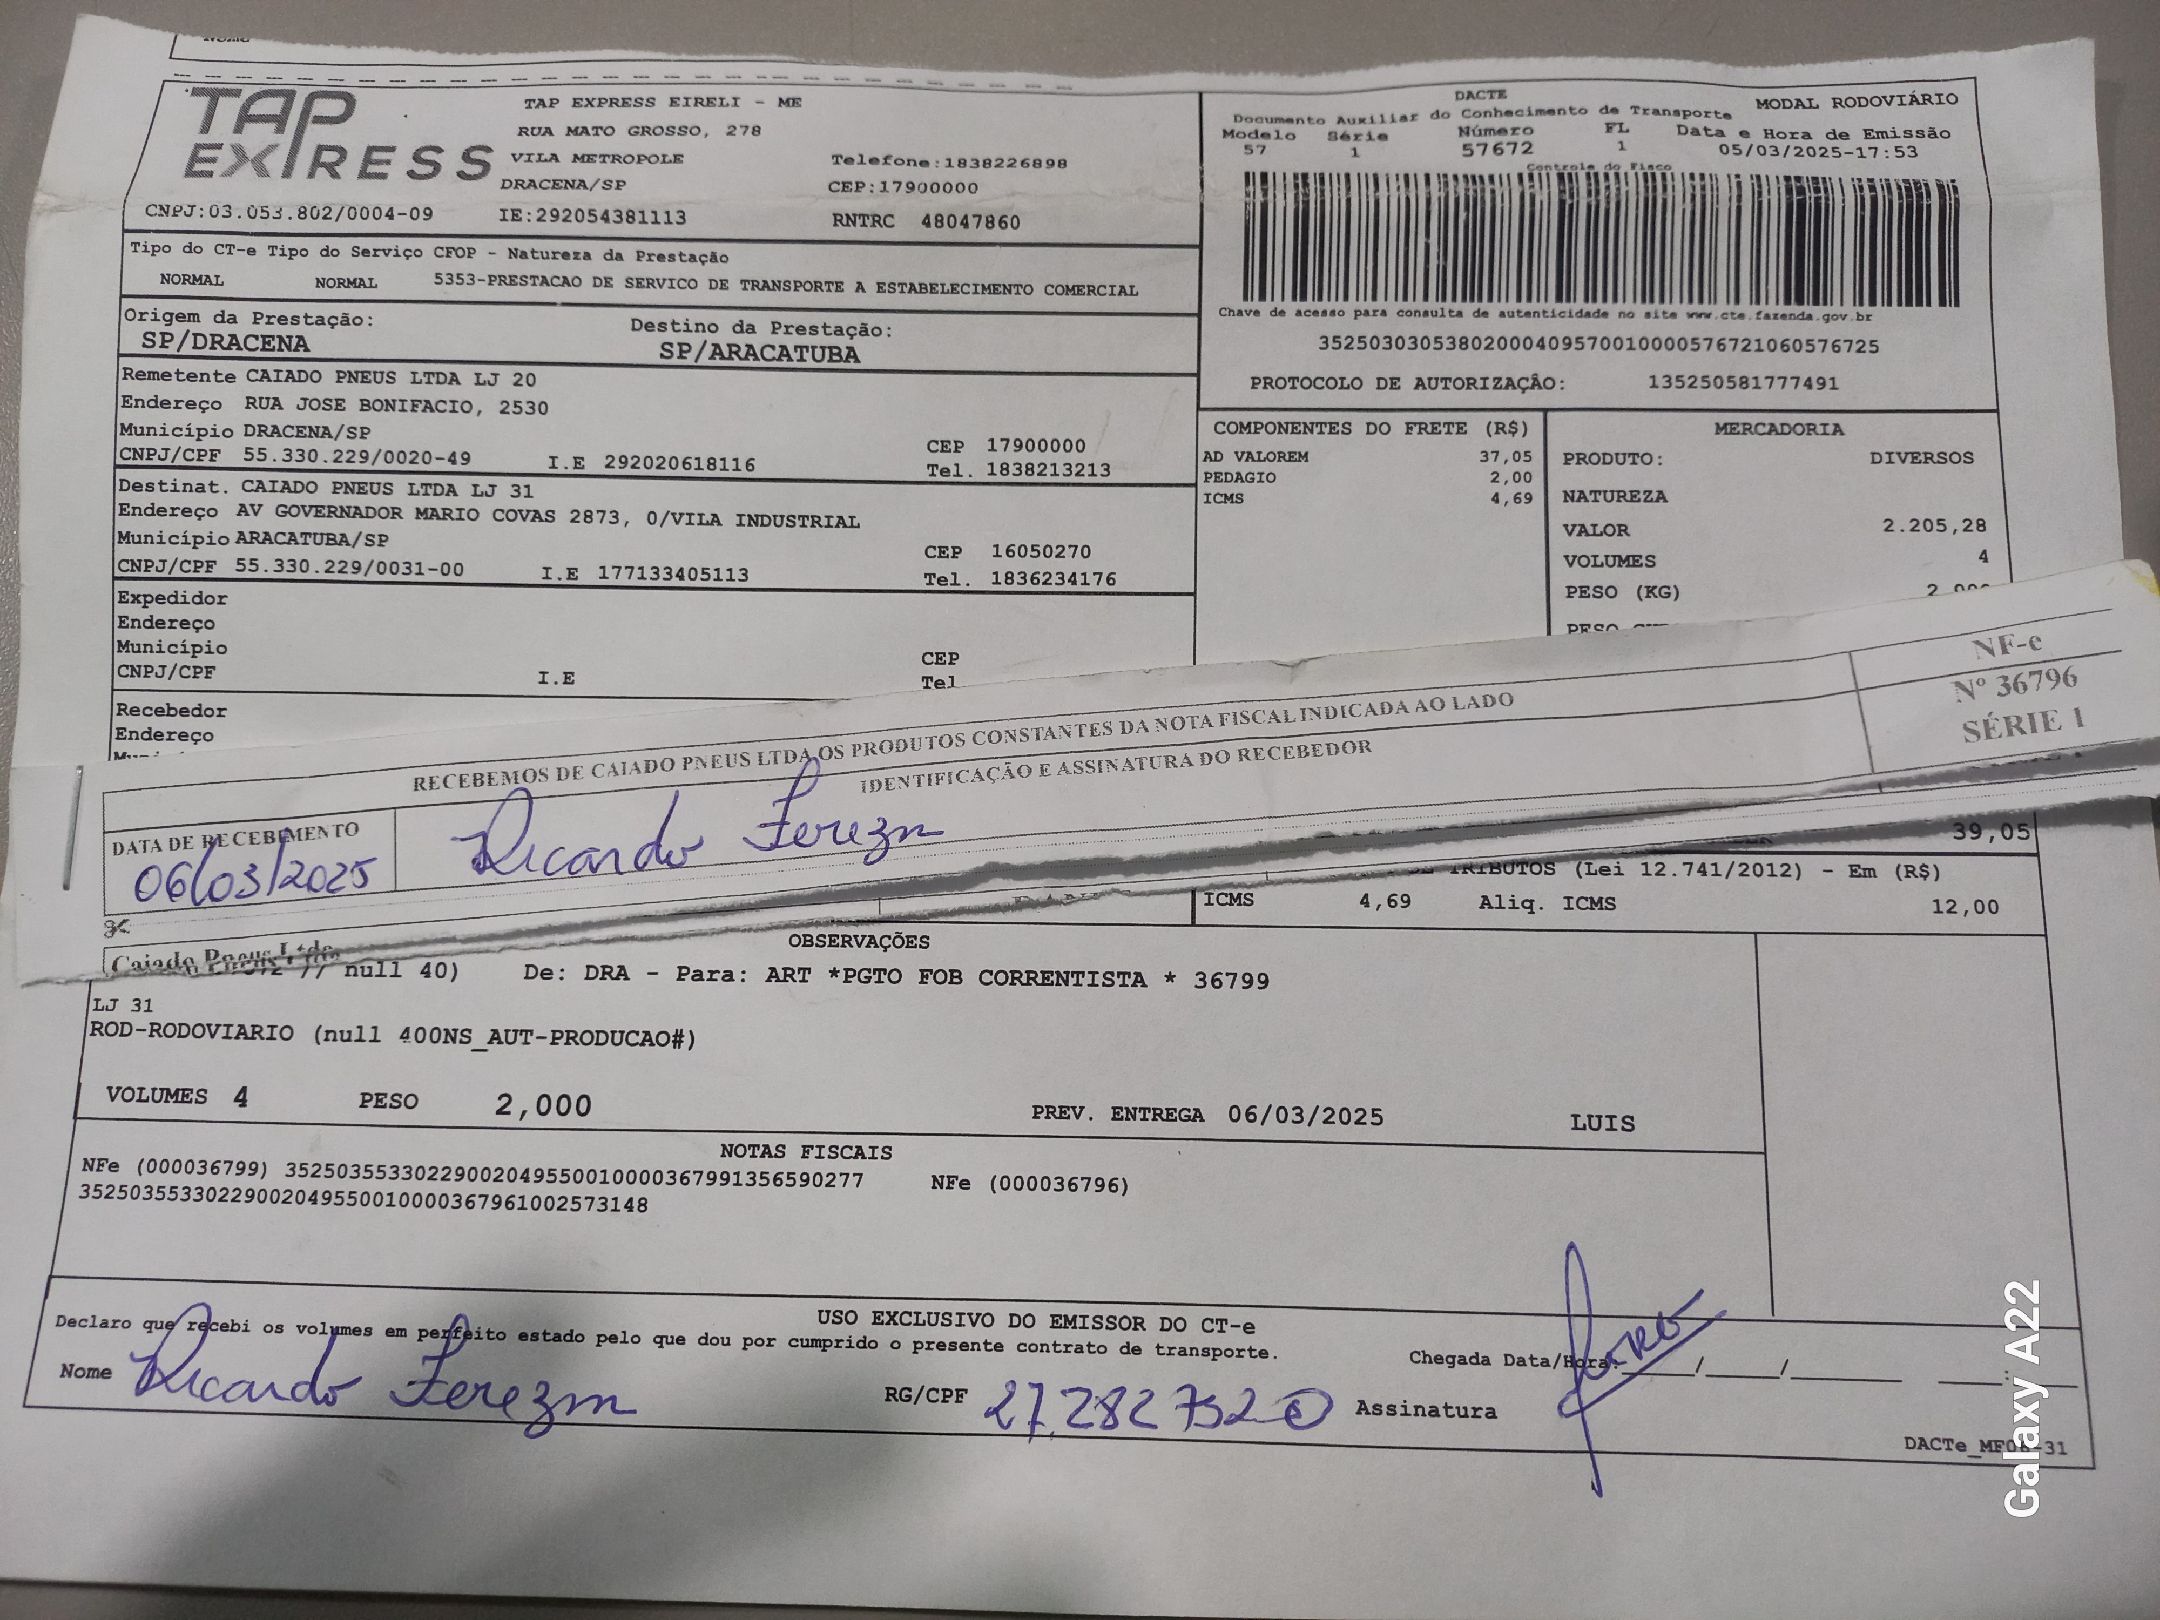 TAP EXPRESS
TAP EXPRESS EIRELI - ME
RUA MATO GROSSO, 278
VILA METROPOLE
Telefone:1838226898
DRACENA/SP
CEP:17900000
CNPJ:03.053.802/0004-09
IE:292054381113
RNTRC 48047860
DACTE
MODAL RODOVIÁRIO
Documento Auxiliar do Conhecimento de Transporte
Modelo Série Número FL Data e Hora de Emissão
57 1 57672 1 05/03/2025-17:53
Controle do Fisco
Chave de acesso para consulta de autenticidade no site www.cte.fazenda.gov.br
35250303053802000409570010000576721060576725
PROTOCOLO DE AUTORIZAÇÃO: 135250581777491
Tipo do CT-e Tipo do Serviço CFOP - Natureza da Prestação
NORMAL NORMAL 5353-PRESTACAO DE SERVICO DE TRANSPORTE A ESTABELECIMENTO COMERCIAL
Origem da Prestação: Destino da Prestação:
SP/DRACENA SP/ARACATUBA
Remetente CAIADO PNEUS LTDA LJ 20
Endereço RUA JOSE BONIFACIO, 2530
Município DRACENA/SP CEP 17900000
CNPJ/CPF 55.330.229/0020-49 I.E 292020618116 Tel. 1838213213
Destinat. CAIADO PNEUS LTDA LJ 31
Endereço AV GOVERNADOR MARIO COVAS 2873, 0/VILA INDUSTRIAL
Município ARACATUBA/SP CEP 16050270
CNPJ/CPF 55.330.229/0031-00 I.E 177133405113 Tel. 1836234176
Expedidor
Endereço
Município CEP
CNPJ/CPF I.E Tel
Recebedor
Endereço
COMPONENTES DO FRETE (R$)
AD VALOREM 37,05
PEDAGIO 2,00
ICMS 4,69
MERCADORIA
PRODUTO: DIVERSOS
NATUREZA
VALOR 2.205,28
VOLUMES 4
PESO (KG)
RECEBEMOS DE CAIADO PNEUS LTDA OS PRODUTOS CONSTANTES DA NOTA FISCAL INDICADA AO LADO
NF-e
Nº 36796
SÉRIE 1
DATA DE RECEBIMENTO
IDENTIFICAÇÃO E ASSINATURA DO RECEBEDOR
06/03/2025
Ricardo
Caiado Pneus Ltda
39,05
TRIBUTOS (Lei 12.741/2012) - Em (R$)
ICMS 4,69 Aliq. ICMS 12,00
OBSERVAÇÕES
null 40) De: DRA - Para: ART *PGTO FOB CORRENTISTA * 36799
LJ 31
ROD-RODOVIARIO (null 400NS_AUT-PRODUCAO#)
VOLUMES 4 PESO 2,000 PREV. ENTREGA 06/03/2025 LUIS
NOTAS FISCAIS
NFe (000036799) 35250355330229002049550010000367991356590277 NFe (000036796)
35250355330229002049550010000367961002573148
USO EXCLUSIVO DO EMISSOR DO CT-e
Declaro que recebi os volumes em perfeito estado pelo que dou por cumprido o presente contrato de transporte.
Chegada Data/Hora:
Nome Ricardo
RG/CPF
Assinatura
Galaxy A22